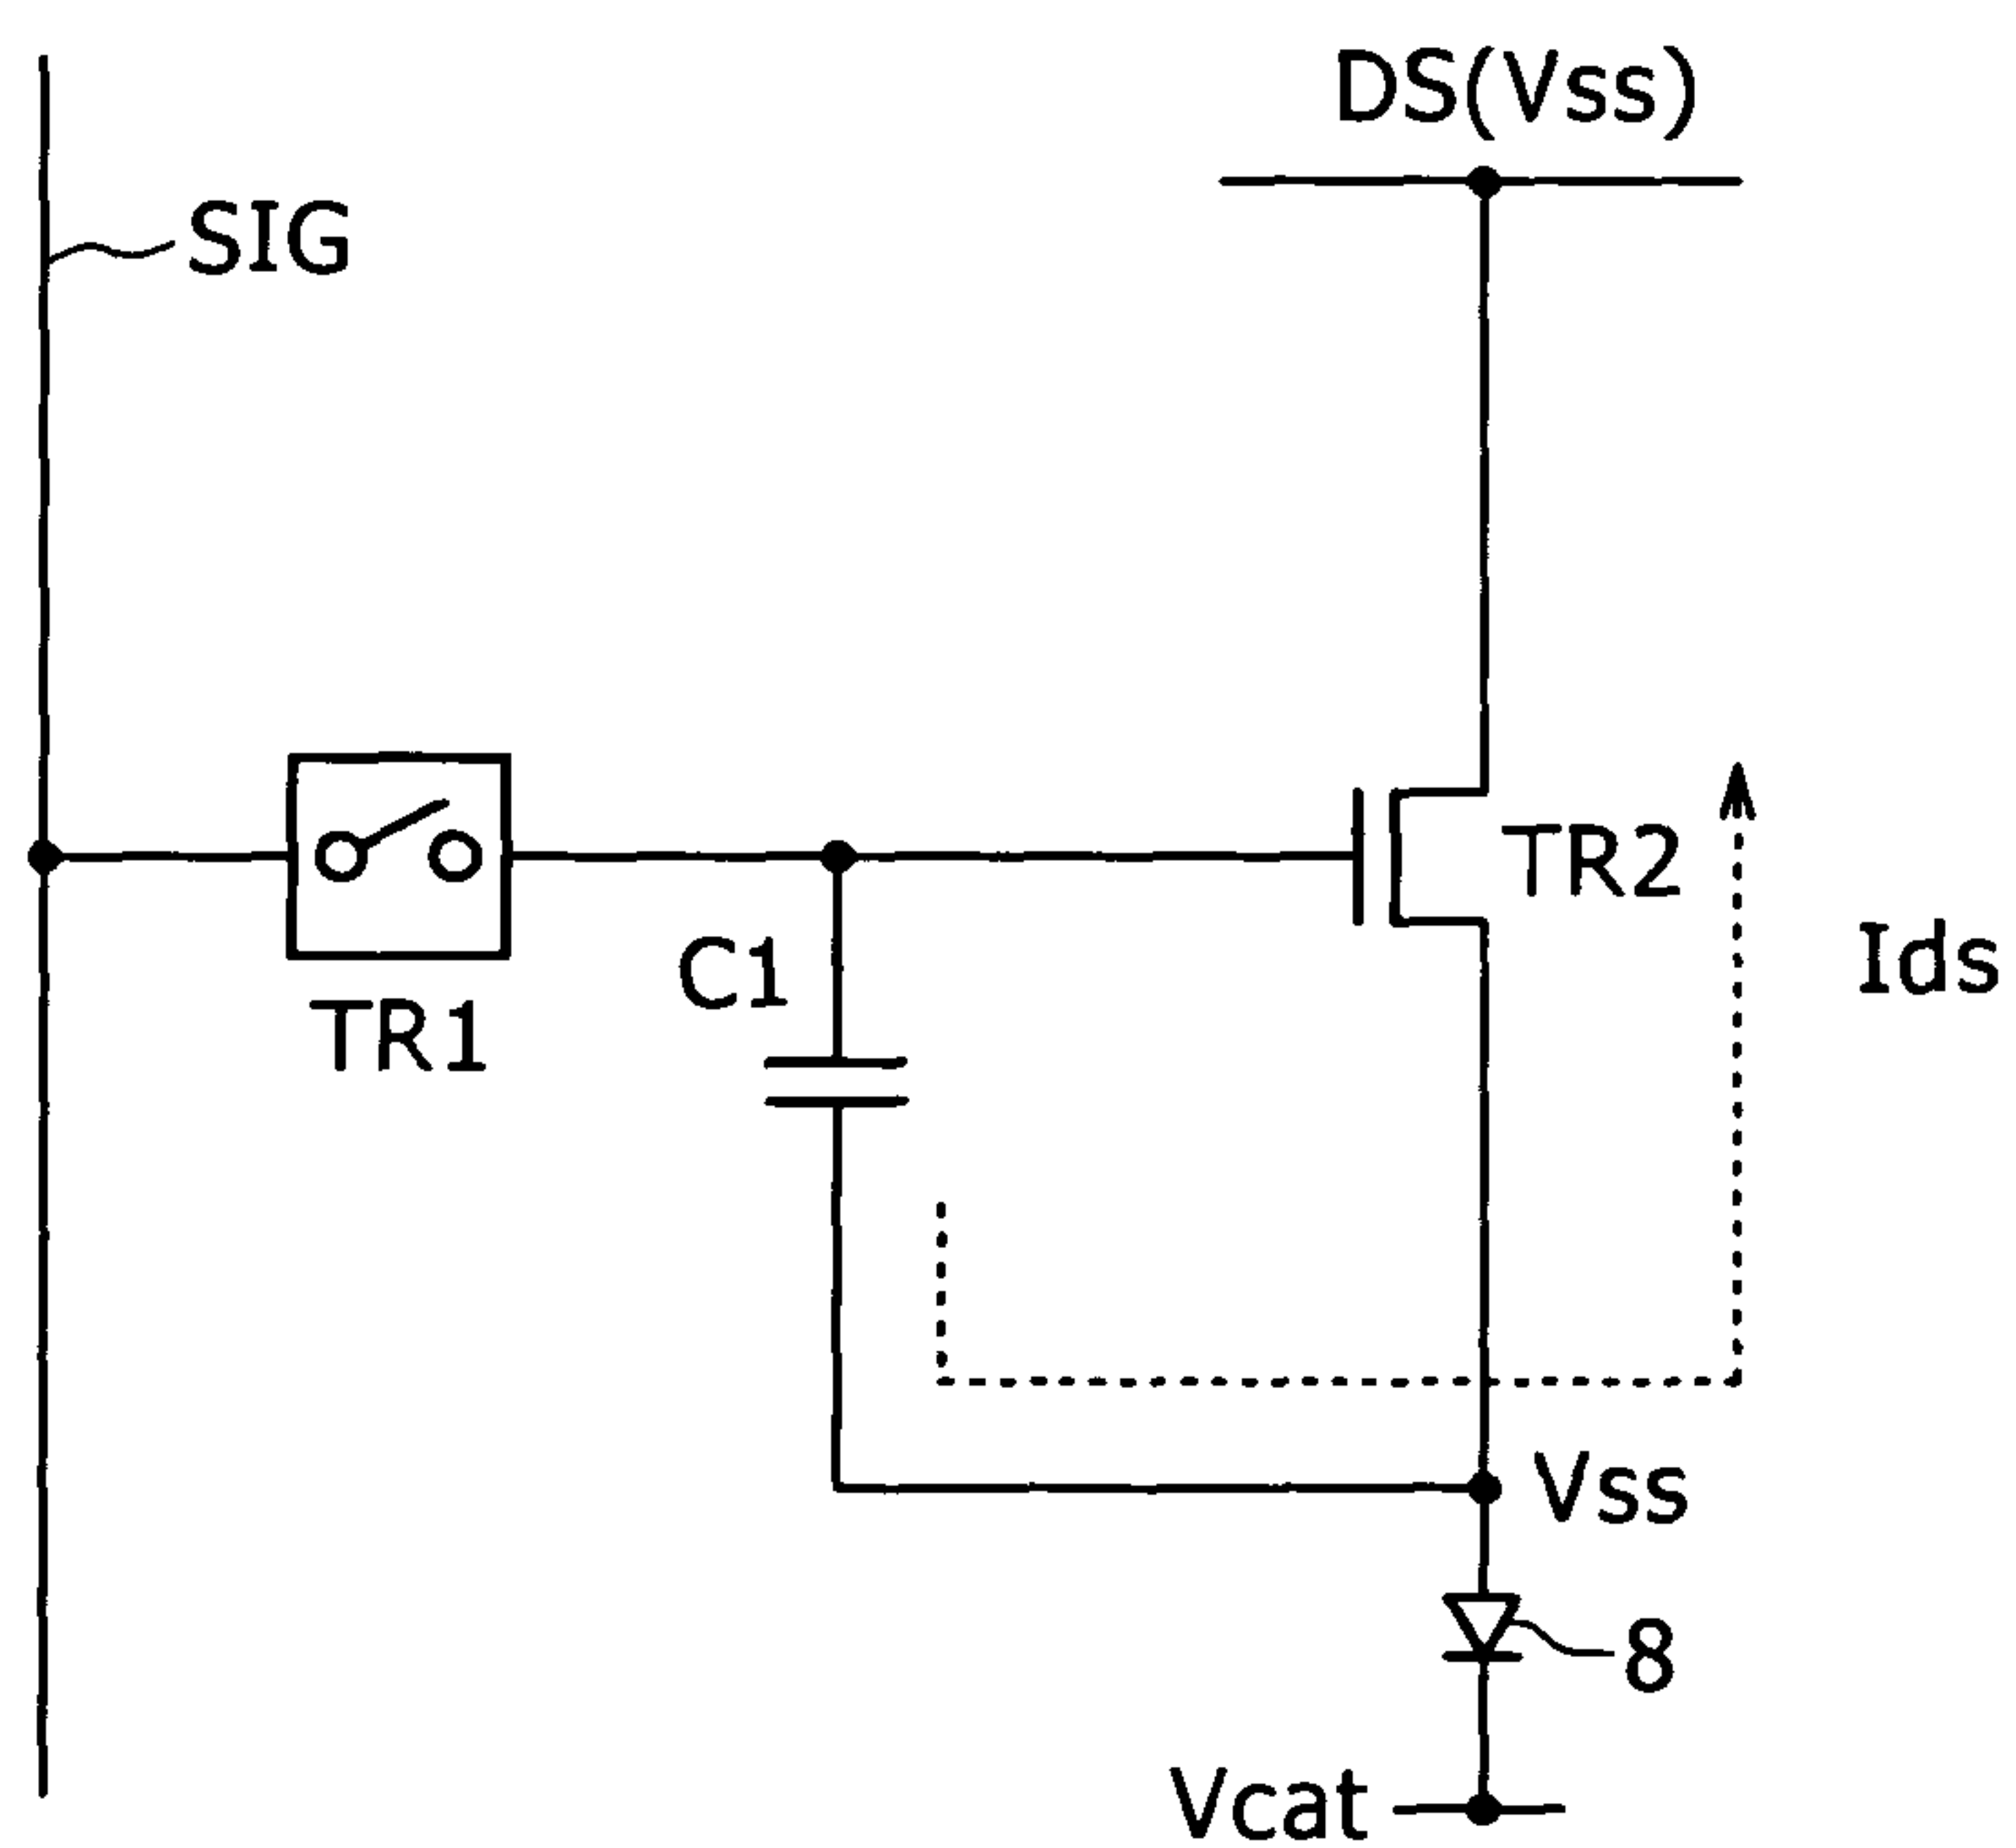 DS(Vss)
SIG
TR2
Ids
C1
TR1
Vss
8
Vcat